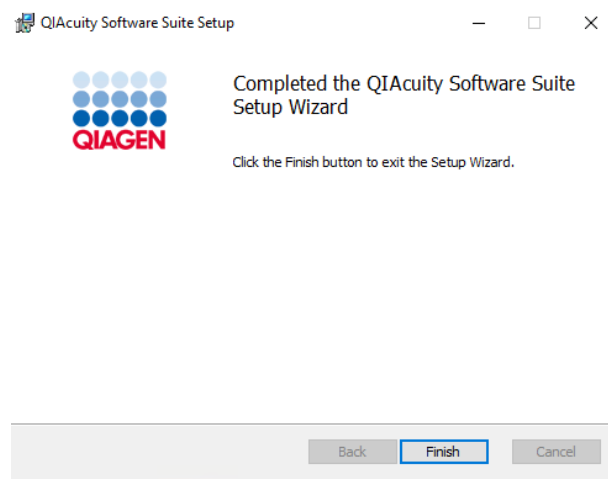 QIAcuity Software Suite Setup
QIAGEN
Completed the QIAcuity Software Suite
Setup Wizard
Click the Finish button to exit the Setup Wizard.
Back Finish Cancel